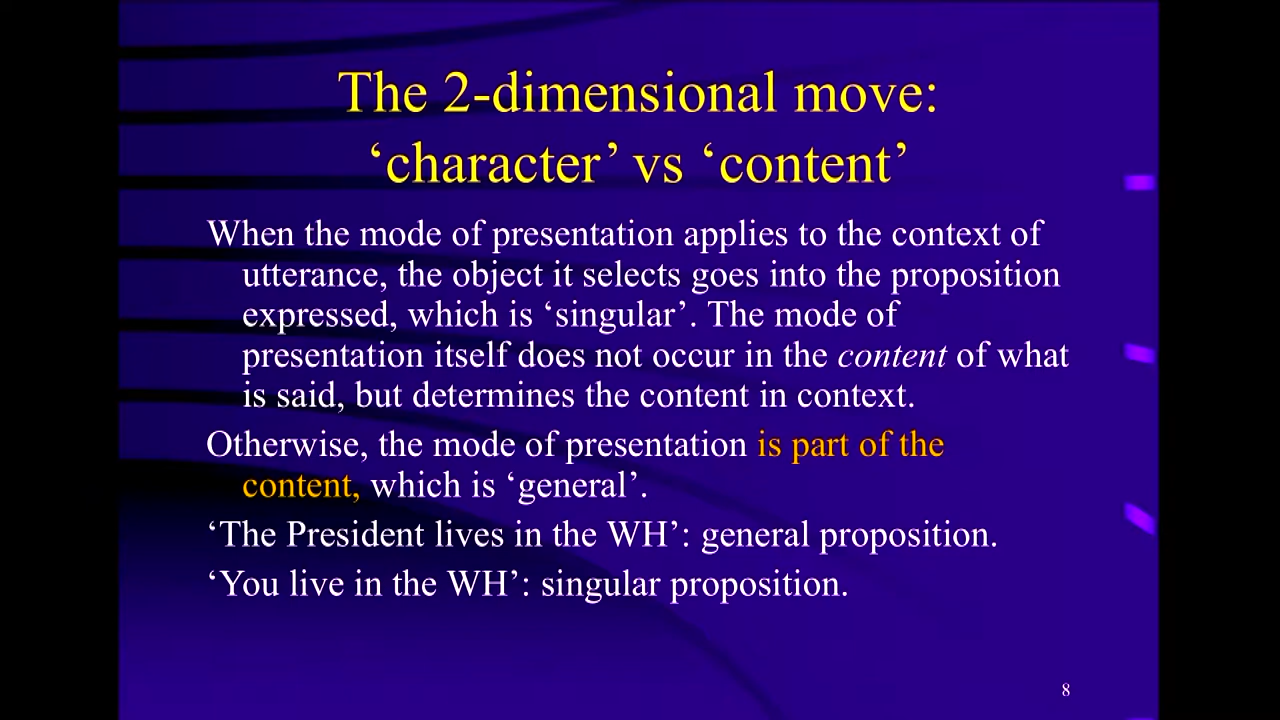 The 2-dimensional move:
‘character’ vs ‘content’
When the mode of presentation applies to the context of
utterance, the object it selects goes into the proposition
expressed, which is ‘singular’. The mode of
presentation itself does not occur in the content of what
is said, but determines the content in context.
Otherwise, the mode of presentation is part of the
content, which is ‘general’.
‘The President lives in the WH’: general proposition.
‘You live in the WH’: singular proposition.
8